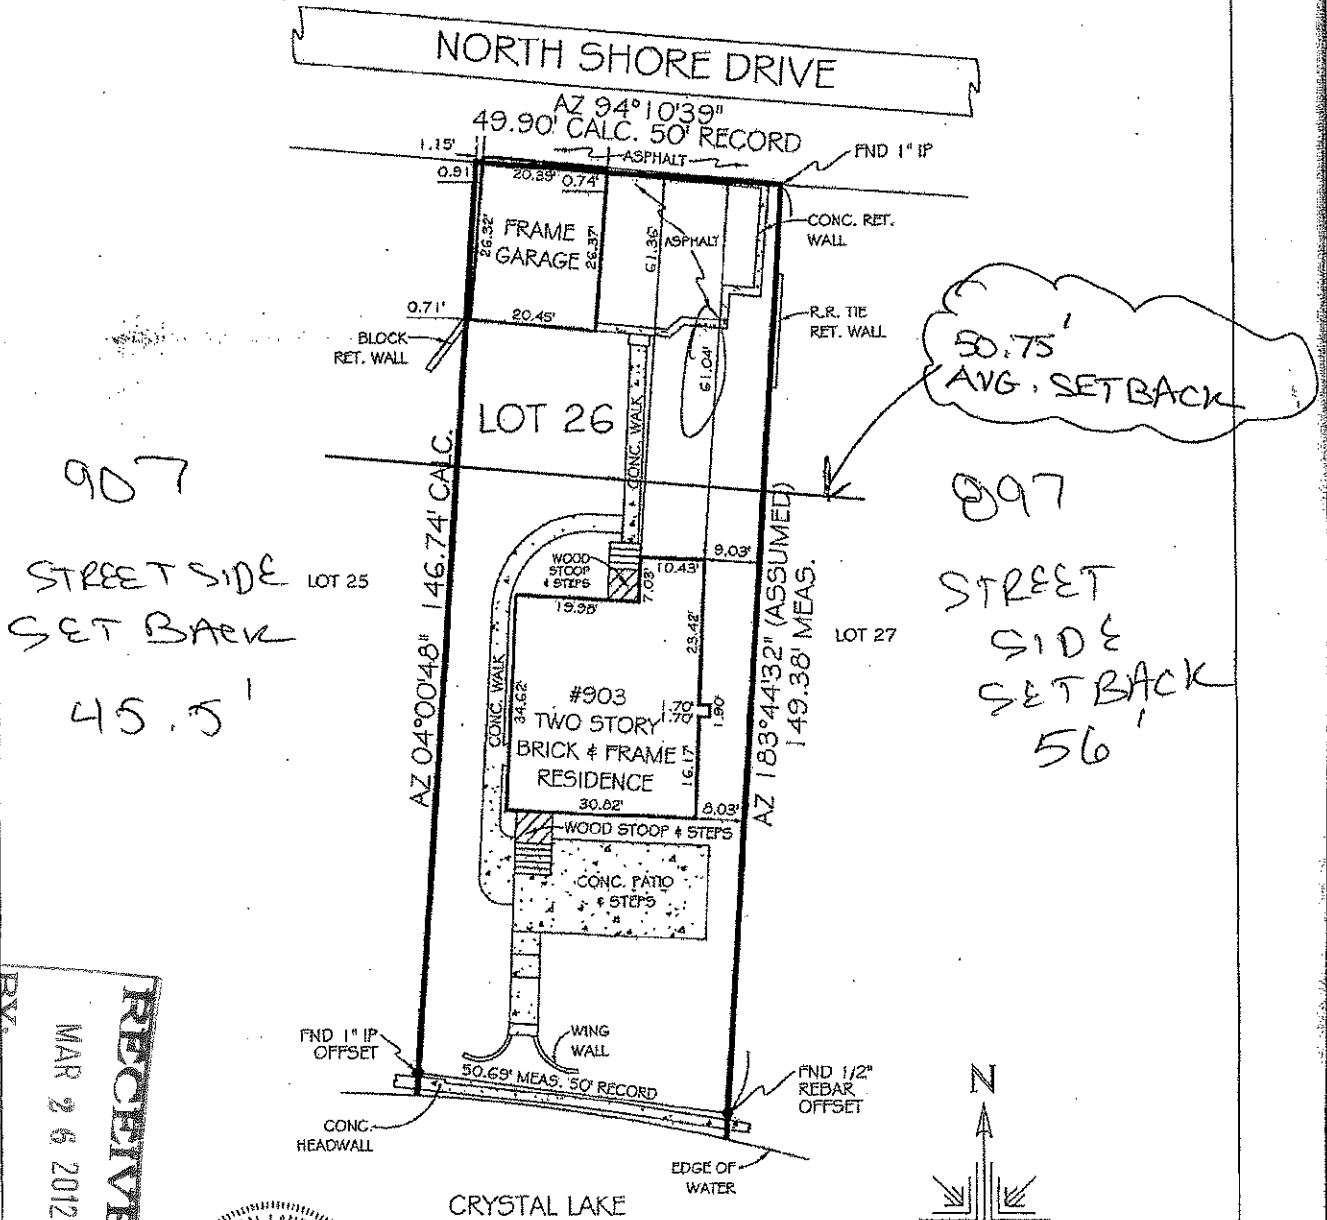 NORTH SHORE DRIVE
AZ 94°10'39"
49.90' CALC. 50' RECORD
1.15'
ASPHALT
FND 1" IP
0.81'
20.39'
0.74'
CONC. RET.
WALL
26.32'
FRAME
GARAGE
26.37'
61.36'
ASPHALT
0.71'
20.45'
R.R. TIE
RET. WALL
BLOCK
RET. WALL
61.04'
50.75'
AVG. SETBACK
LOT 26
CONC. WALK
907
STREET SIDE
SET BACK
45.5'
LOT 25
897
STREET
SIDE
SET BACK
56'
LOT 27
AZ 04°00'48" 146.74' CALC.
AZ 183°44'32" (ASSUMED)
149.38' MEAS.
WOOD
STOOP
& STEPS
10.43'
9.03'
7.03'
19.98'
23.42'
CONC. WALK
34.62'
#903
TWO STORY
BRICK & FRAME
RESIDENCE
1.70'
1.70'
1.90'
16.17'
30.82'
8.03'
WOOD STOOP & STEPS
CONC. PATIO
& STEPS
WING
WALL
FND 1" IP
OFFSET
50.69' MEAS. 50' RECORD
FND 1/2"
REBAR
OFFSET
CONC.
HEADWALL
EDGE OF
WATER
CRYSTAL LAKE
N
RECEIVE
MAR 26 2012
BY: